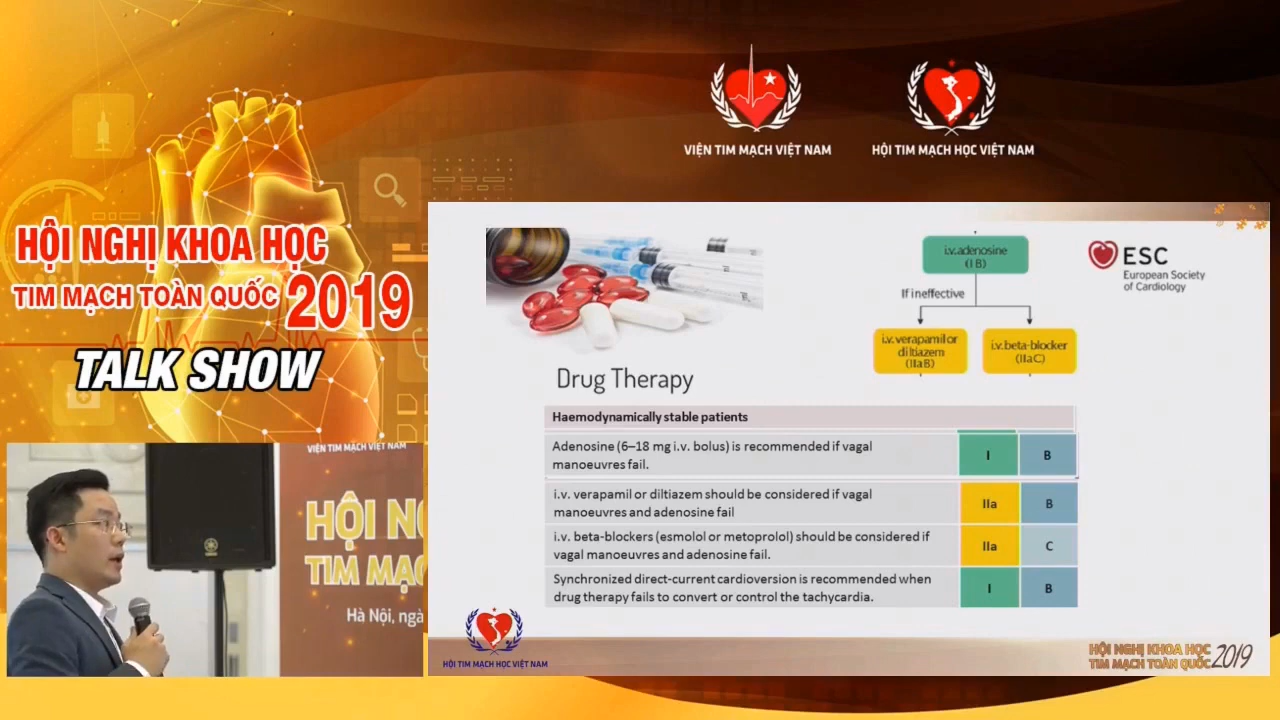 VIỆN TIM MẠCH VIỆT NAM
HỘI TIM MẠCH HỌC VIỆT NAM
HỘI NGHỊ KHOA HỌC
TIM MẠCH TOÀN QUỐC 2019
TALK SHOW
VIỆN TIM MẠCH VIỆT NAM
HỘI
TIM MẠ
Hà Nội, ngà
i.v.adenosine
(I B)
If ineffective
i.v. verapamil or
diltiazem
(IIa B)
i.v. beta-blocker
(IIa C)
ESC
European Society
of Cardiology
Drug Therapy
Haemodynamically stable patients
Adenosine (6–18 mg i.v. bolus) is recommended if vagal
manoeuvres fail.
I B
i.v. verapamil or diltiazem should be considered if vagal
manoeuvres and adenosine fail
IIa B
i.v. beta-blockers (esmolol or metoprolol) should be considered if
vagal manoeuvres and adenosine fail.
IIa C
Synchronized direct-current cardioversion is recommended when
drug therapy fails to convert or control the tachycardia.
I B
HỘI TIM MẠCH HỌC VIỆT NAM
HỘI NGHỊ KHOA HỌC
TIM MẠCH TOÀN QUỐC 2019